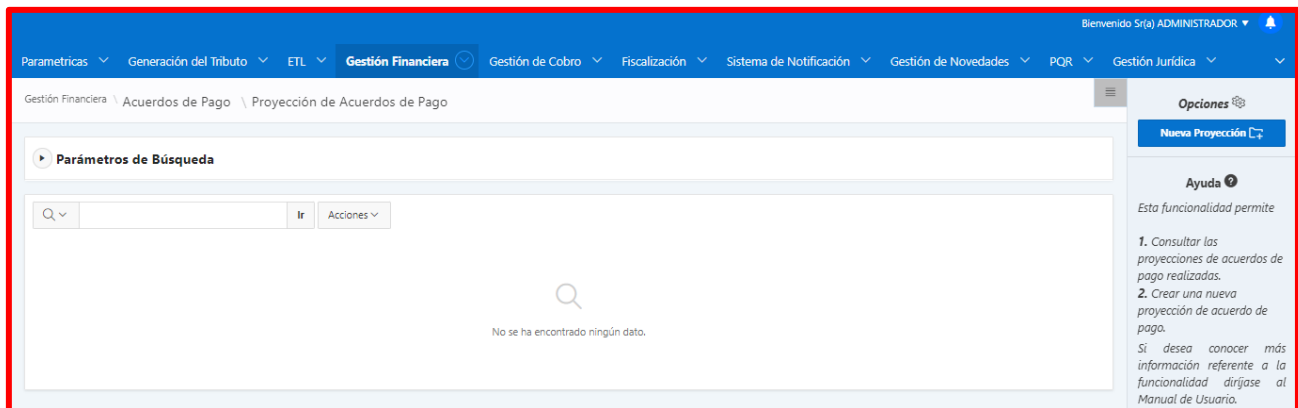 Bienvenido Sr(a) ADMINISTRADOR
Parametricas Generación del Tributo ETL Gestión Financiera Gestión de Cobro Fiscalización Sistema de Notificación Gestión de Novedades PQR Gestión Jurídica
Gestión Financiera \ Acuerdos de Pago \ Proyección de Acuerdos de Pago
Opciones
Nueva Proyección
Parámetros de Búsqueda
Ir Acciones
No se ha encontrado ningún dato.
Ayuda
Esta funcionalidad permite
1. Consultar las
proyecciones de acuerdos de
pago realizadas.
2. Crear una nueva
proyección de acuerdo de
pago.
Si desea conocer más
información referente a la
funcionalidad diríjase al
Manual de Usuario.